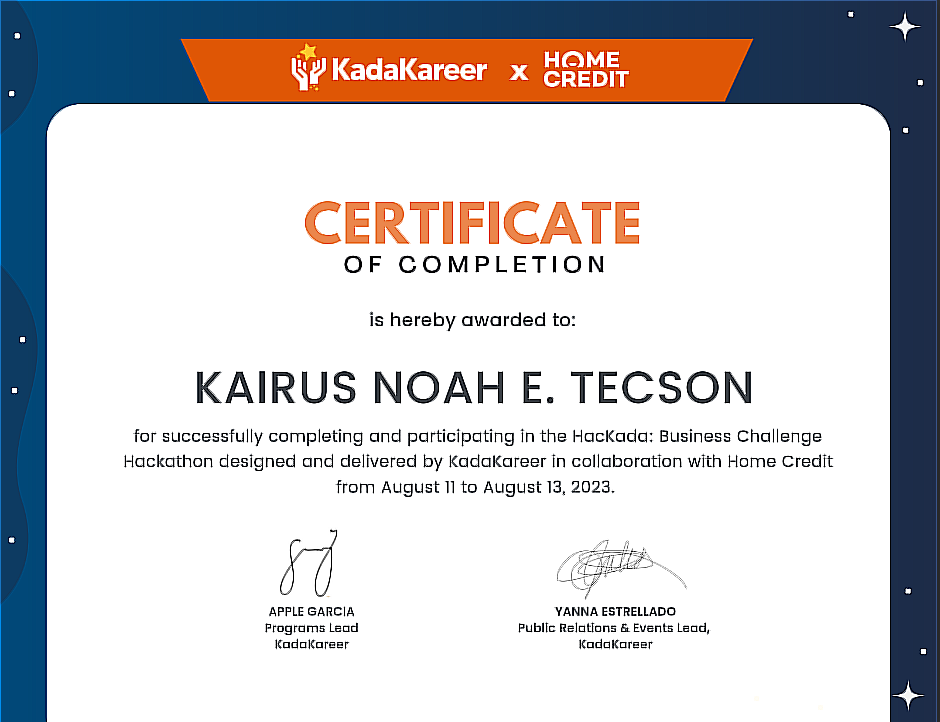 KadaKareer x HOME CREDIT
CERTIFICATE
OF COMPLETION
is hereby awarded to:
KAIRUS NOAH E. TECSON
for successfully completing and participating in the HacKada: Business Challenge
Hackathon designed and delivered by KadaKareer in collaboration with Home Credit
from August 11 to August 13, 2023.
APPLE GARCIA
Programs Lead
KadaKareer
YANNA ESTRELLADO
Public Relations & Events Lead,
KadaKareer